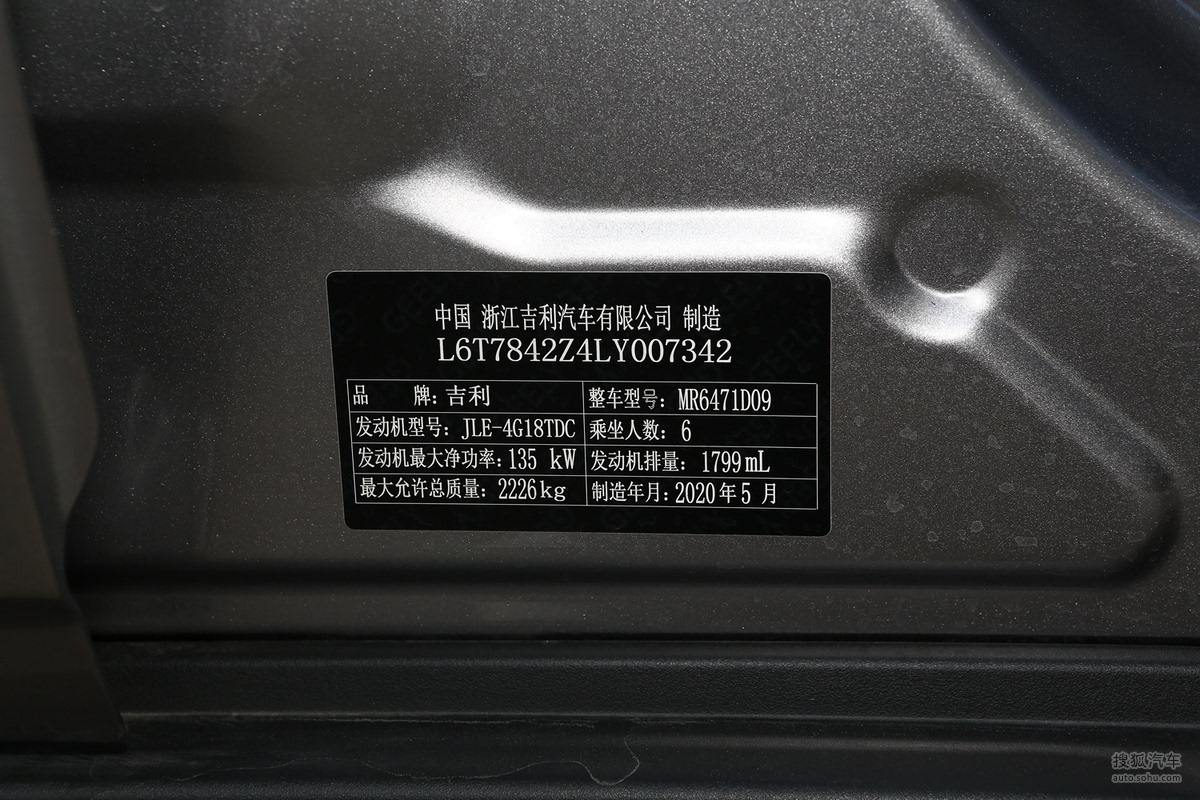 中国 浙江吉利汽车有限公司 制造
L6T7842Z4LY007342
品 牌: 吉利 整车型号: MR6471D09
发动机型号: JLE-4G18TDC 乘坐人数: 6
发动机最大净功率: 135 kW 发动机排量: 1799mL
最大允许总质量: 2226kg 制造年月: 2020年5月
搜狐汽车
auto.sohu.com